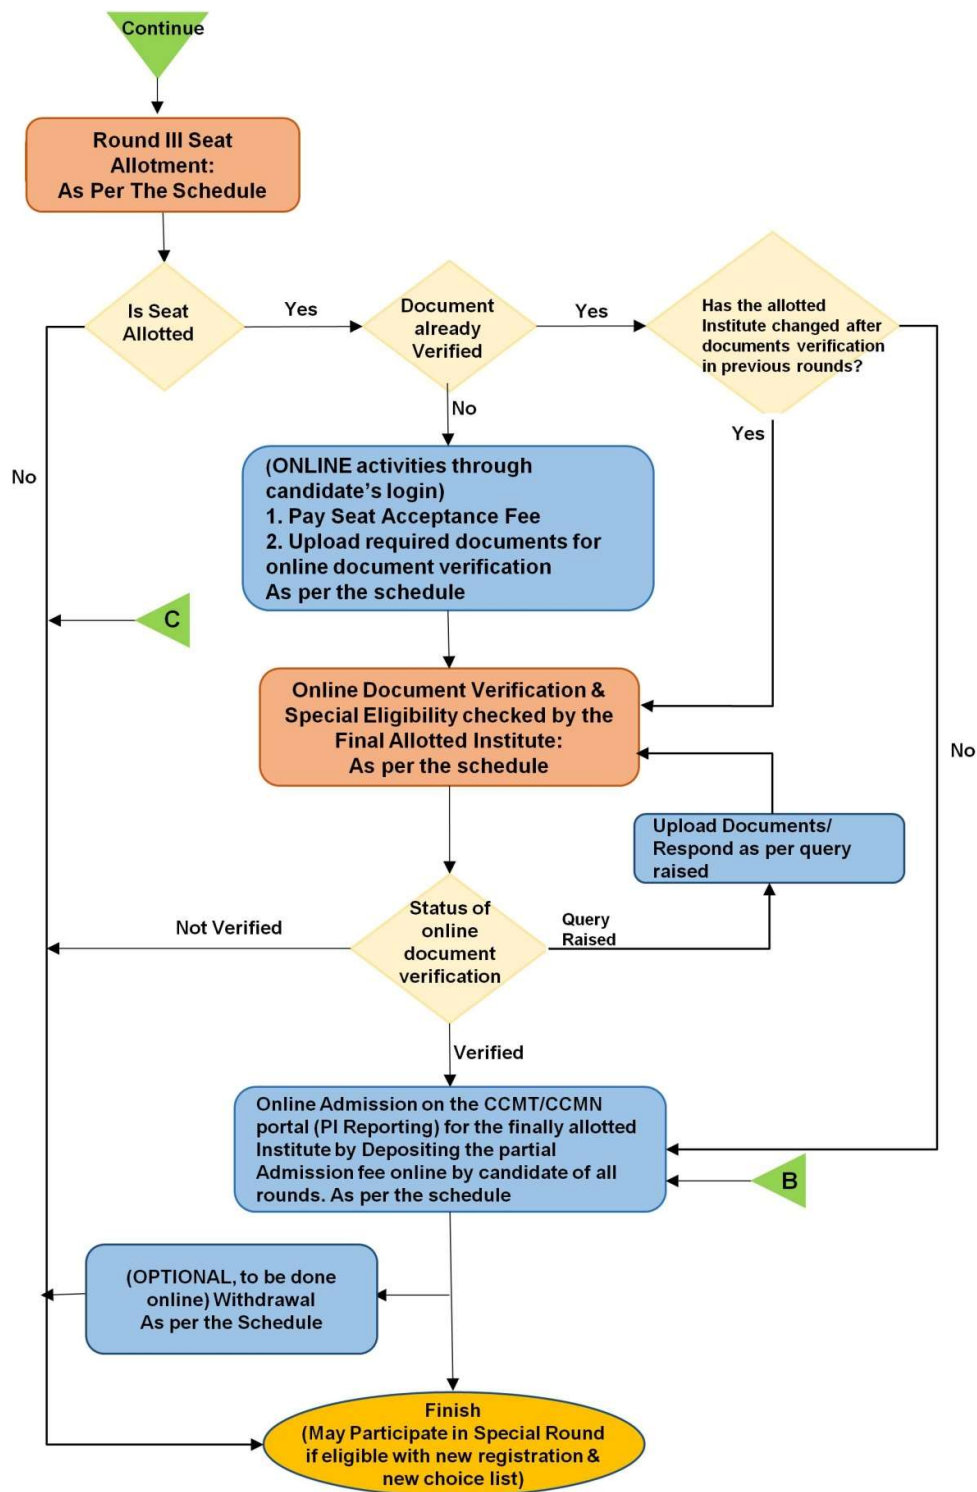 Continue
Round III Seat
Allotment:
As Per The Schedule
Is Seat
Allotted
Yes
Document
already
Verified
Yes
Has the allotted
Institute changed after
documents verification
in previous rounds?
No
Yes
No
(ONLINE activities through
candidate's login)
1. Pay Seat Acceptance Fee
2. Upload required documents for
online document verification
As per the schedule
C
Online Document Verification &
Special Eligibility checked by the
Final Allotted Institute:
As per the schedule
No
Upload Documents/
Respond as per query
raised
Status of
online
document
verification
Not Verified
Query
Raised
Verified
Online Admission on the CCMT/CCMN
portal (PI Reporting) for the finally allotted
Institute by Depositing the partial
Admission fee online by candidate of all
rounds. As per the schedule
B
(OPTIONAL, to be done
online) Withdrawal
As per the Schedule
Finish
(May Participate in Special Round
if eligible with new registration &
new choice list)